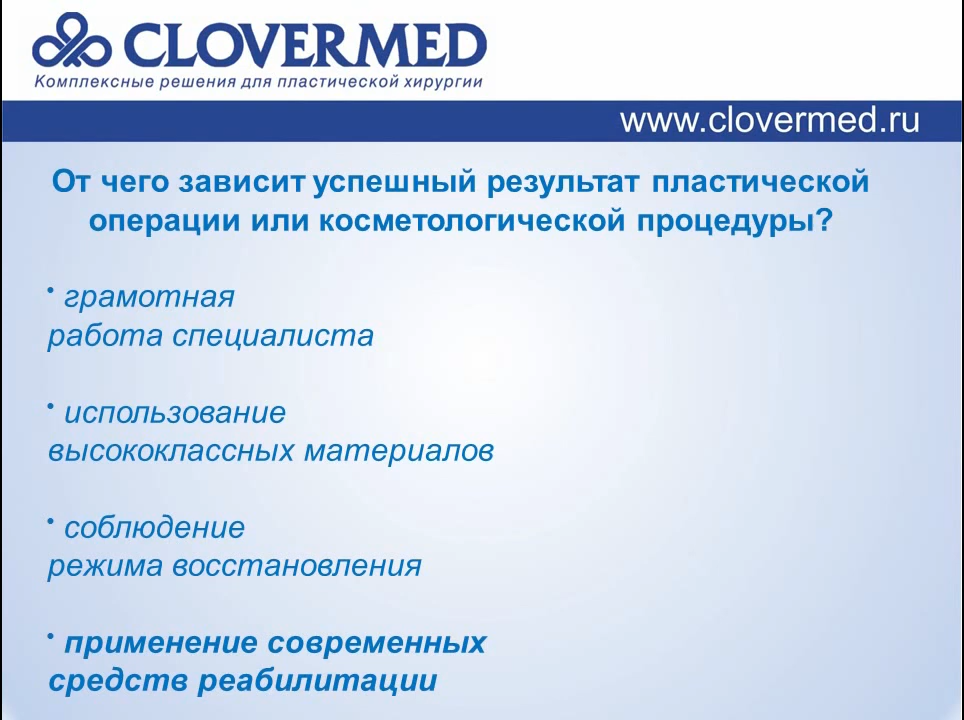 CLOVERMED
Комплексные решения для пластической хирургии
www.clovermed.ru
От чего зависит успешный результат пластической
операции или косметологической процедуры?
• грамотная
работа специалиста
• использование
высококлассных материалов
• соблюдение
режима восстановления
• применение современных
средств реабилитации